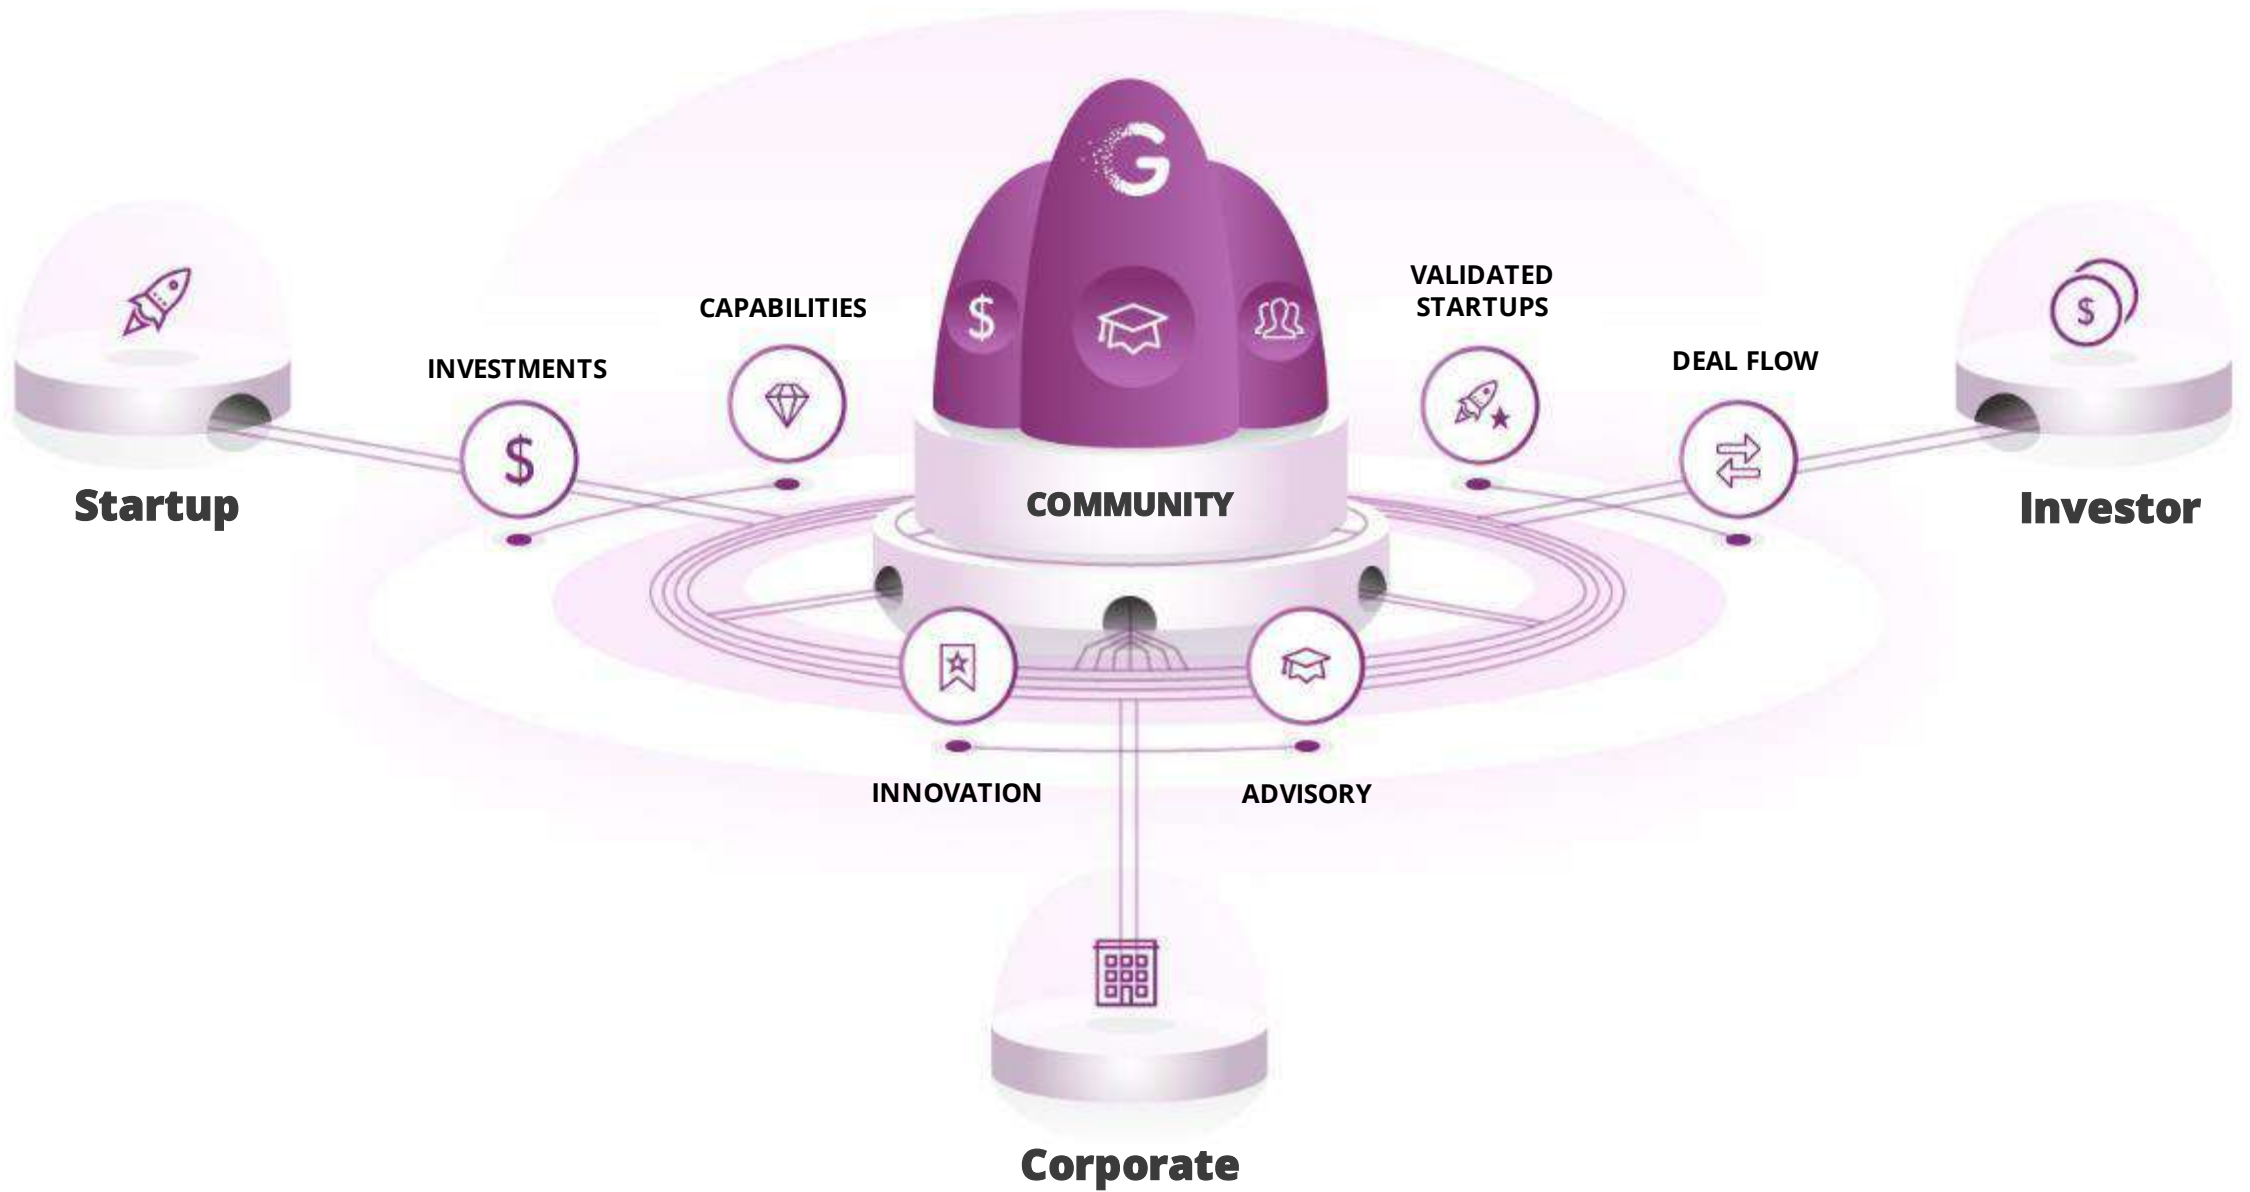 G
VALIDATED
STARTUPS
CAPABILITIES
DEAL FLOW
INVESTMENTS
$
$
$
Startup
COMMUNITY
Investor
INNOVATION
ADVISORY
Corporate